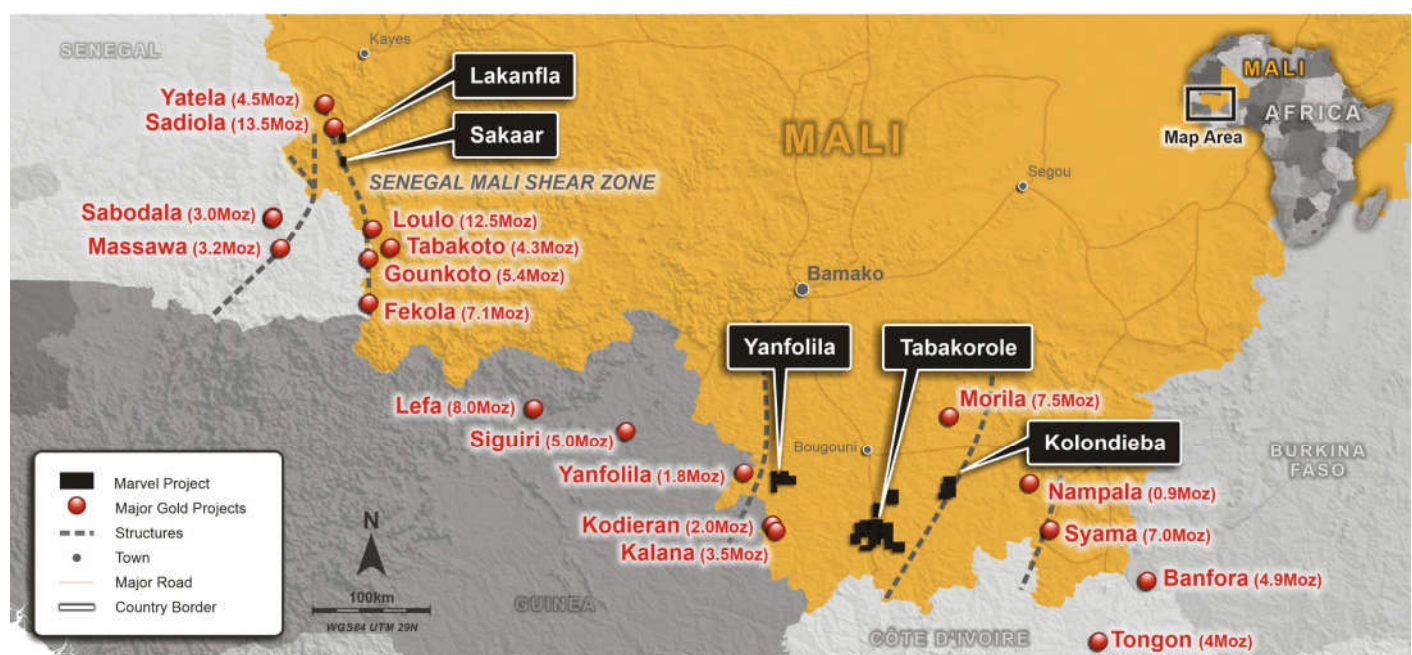 SENEGAL
Kayes
Lakanfla
Yatela (4.5Moz)
Sadiola (13.5Moz)
Sakaar
SENEGAL MALI SHEAR ZONE
MALI
MALI
AFRICA
Map Area
Segou
Sabodala (3.0Moz)
Massawa (3.2Moz)
Loulo (12.5Moz)
Tabakoto (4.3Moz)
Gounkoto (5.4Moz)
Fekola (7.1Moz)
Bamako
Yanfolila
Tabakorole
Lefa (8.0Moz)
Siguiri (5.0Moz)
Morila (7.5Moz)
Kolondieba
Bougouni
BURKINA
FASO
Yanfolila (1.8Moz)
Nampala (0.9Moz)
Kodieran (2.0Moz)
Kalana (3.5Moz)
Syama (7.0Moz)
Banfora (4.9Moz)
Tongon (4Moz)
GUINEA
CÔTE D'IVOIRE
Marvel Project
Major Gold Projects
Structures
Town
Major Road
Country Border
N
100km
WGS84 UTM 29N